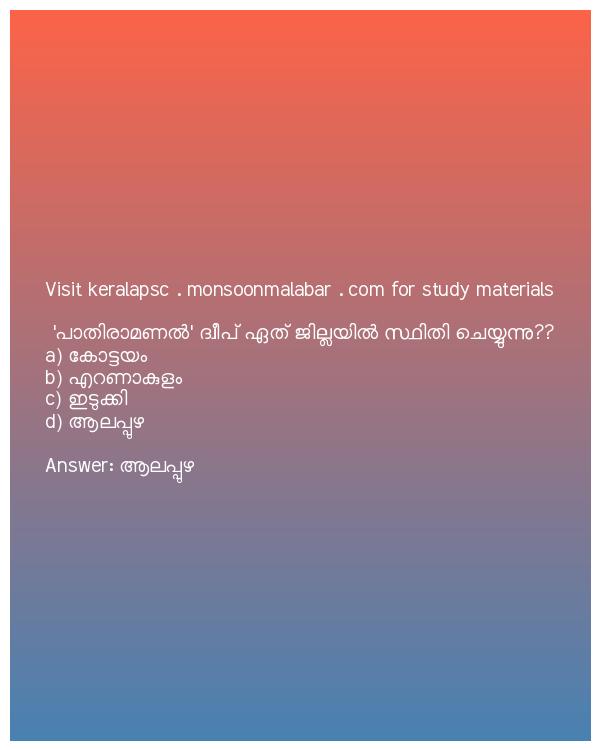 Visit keralapsc . monsoonmalabar . com for study materials
'പാതിരാമണൽ' ദ്വീപ് ഏത് ജില്ലയിൽ സ്ഥിതി ചെയ്യുന്നു??
a) കോട്ടയം
b) എറണാകുളം
c) ഇടുക്കി
d) ആലപ്പുഴ
Answer: ആലപ്പുഴ